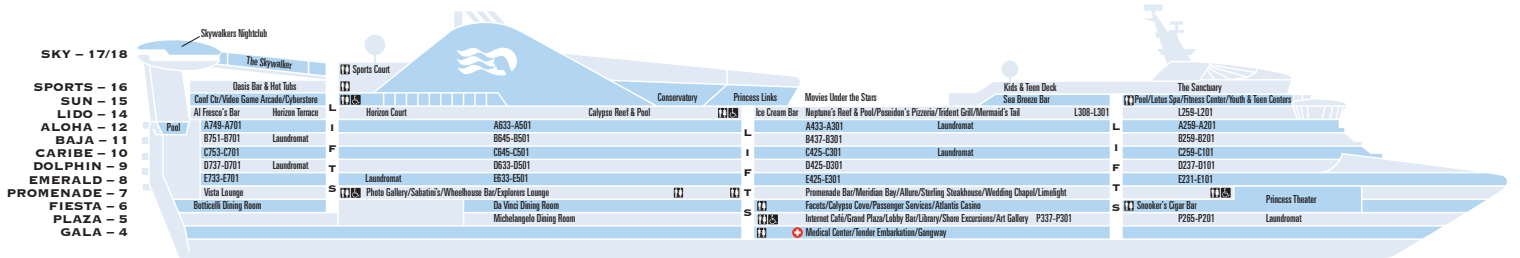 Skywalkers Nightclub
SKY – 17/18
The Skywalker
Sports Court
SPORTS – 16
Oasis Bar & Hot Tubs
Kids & Teen Deck
The Sanctuary
SUN – 15
Conf Ctr/Video Game Arcade/Cyberstore
Conservatory
Princess Links
Movies Under the Stars
Sea Breeze Bar
Pool/Lotus Spa/Fitness Center/Youth & Teen Centers
LIDO – 14
Al Fresco's Bar
Horizon Terrace
Horizon Court
Calypso Reef & Pool
Ice Cream Bar
Neptune's Reef & Pool/Poseidon's Pizzeria/Trident Grill/Mermaid's Tail
L308-L301
L259-L201
ALOHA – 12
Pool
A749-A701
A633-A501
A433-A301
Laundromat
A259-A201
BAJA – 11
B751-B701
Laundromat
B645-B501
B437-B301
B259-B201
CARIBE – 10
C753-C701
C645-C501
C425-C301
Laundromat
C259-C101
DOLPHIN – 9
D737-D701
Laundromat
D633-D501
D425-D301
D237-D101
EMERALD – 8
E733-E701
Laundromat
E633-E501
E425-E301
E231-E101
PROMENADE – 7
Vista Lounge
Photo Gallery/Sabatini's/Wheelhouse Bar/Explorers Lounge
Promenade Bar/Meridian Bay/Allure/Sterling Steakhouse/Wedding Chapel/Limelight
Princess Theater
FIESTA – 6
Botticelli Dining Room
Da Vinci Dining Room
Facets/Calypso Cove/Passenger Services/Atlantis Casino
Snooker's Cigar Bar
PLAZA – 5
Michelangelo Dining Room
Internet Café/Grand Plaza/Lobby Bar/Library/Shore Excursions/Art Gallery
P337-P301
P265-P201
Laundromat
GALA – 4
Medical Center/Tender Embarkation/Gangway
LIFTS
LIFTS
LIFTS